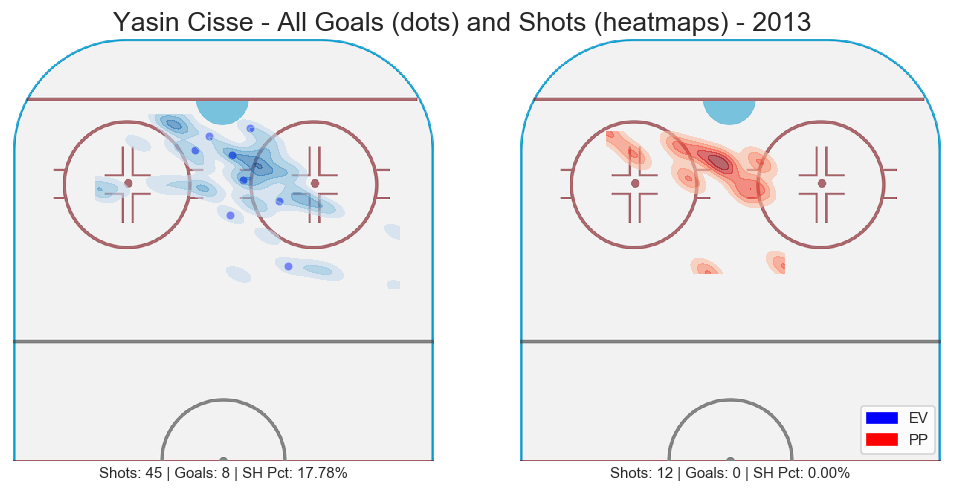 Yasin Cisse - All Goals (dots) and Shots (heatmaps) - 2013
EV
PP
Shots: 45 | Goals: 8 | SH Pct: 17.78%
Shots: 12 | Goals: 0 | SH Pct: 0.00%